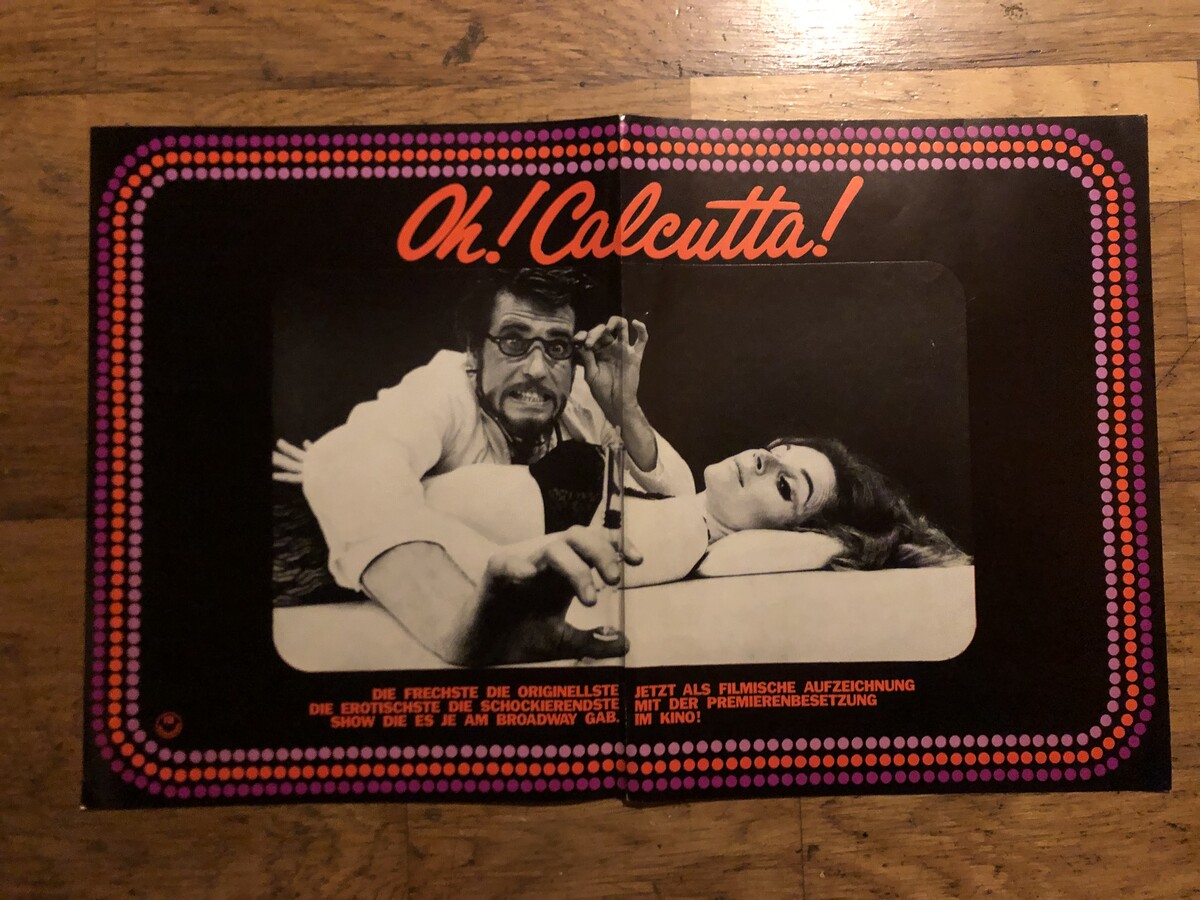 Oh! Calcutta!
DIE FRECHSTE DIE ORIGINELLSTE
DIE EROTISCHSTE DIE SCHOCKIERENDSTE
SHOW DIE ES JE AM BROADWAY GAB.
JETZT ALS FILMISCHE AUFZEICHNUNG
MIT DER PREMIERENBESETZUNG
IM KINO!